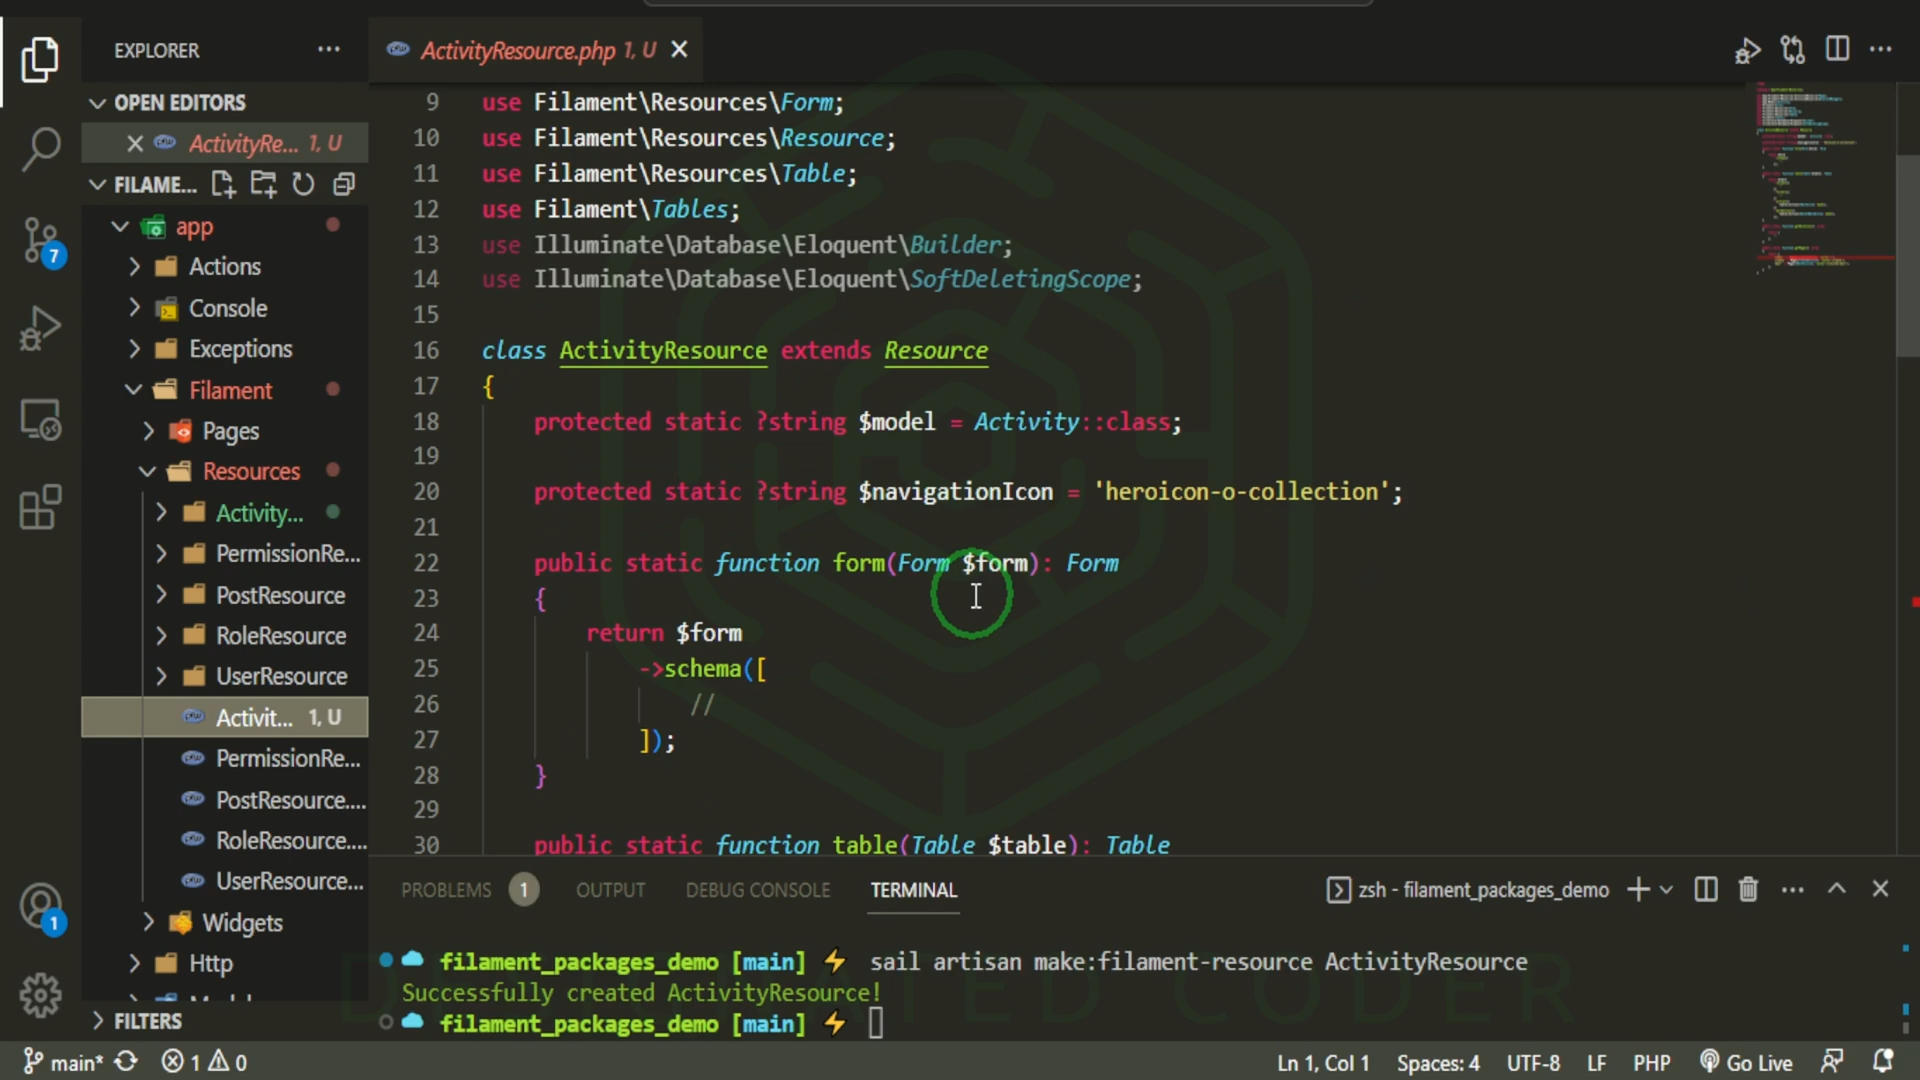 EXPLORER
ActivityResource.php 1, U
OPEN EDITORS
ActivityRe... 1, U
FILAME...
app
Actions
Console
Exceptions
Filament
Pages
Resources
Activity...
PermissionRe...
PostResource
RoleResource
UserResource
Activit... 1, U
PermissionRe...
PostResource....
RoleResource....
UserResource...
Widgets
Http
FILTERS
7
1
9 use Filament\Resources\Form;
10 use Filament\Resources\Resource;
11 use Filament\Resources\Table;
12 use Filament\Tables;
13 use Illuminate\Database\Eloquent\Builder;
14 use Illuminate\Database\Eloquent\SoftDeletingScope;
15
16 class ActivityResource extends Resource
17 {
18 protected static ?string $model = Activity::class;
19
20 protected static ?string $navigationIcon = 'heroicon-o-collection';
21
22 public static function form(Form $form): Form
23 {
24 return $form
25 ->schema([
26 //
27 ]);
28 }
29
30 public static function table(Table $table): Table
PROBLEMS 1 OUTPUT DEBUG CONSOLE TERMINAL zsh - filament_packages_demo
filament_packages_demo [main] ⚡ sail artisan make:filament-resource ActivityResource
Successfully created ActivityResource!
filament_packages_demo [main] ⚡
main* 1 0 Ln 1, Col 1 Spaces: 4 UTF-8 LF PHP Go Live